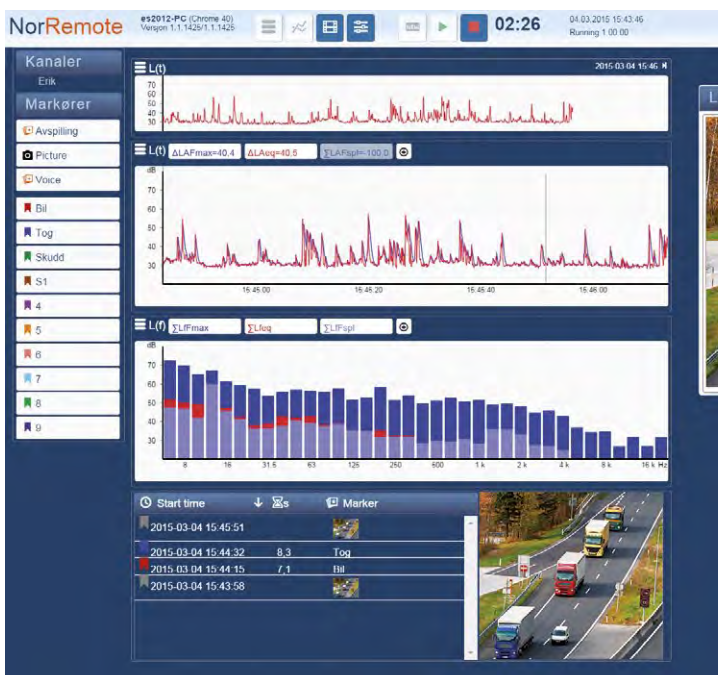 NorRemote
es2012-PC (Chrome 40)
Versjon 1.1.1425/1.1.1425
02:26
04.03.2015 15:43:46
Running 1 00 00
Kanaler
Erik
Markører
Avspilling
Picture
Voice
Bil
Tog
Skudd
S1
4
5
6
7
8
9
L(t)
2015-03-04 15:46
70
60
50
40
30
L(t) ΔLAFmax=40.4 ΔLAeq=40.6 ∑LAFspl=-100.0
dB
70
60
50
40
30
15:45:00 15:45:20 15:45:40 15:46:00
L(f) ∑LfFmax ∑Lfeq ∑LfFspl
dB
70
60
50
40
30
8 16 31.5 63 125 250 500 1 k 2 k 4 k 8 k 16 k Hz
Start time s Marker
2015-03-04 15:45:51
2015-03-04 15:44:32 8,3 Tog
2015-03-04 15:44:15 7,1 Bil
2015-03-04 15:43:58
L